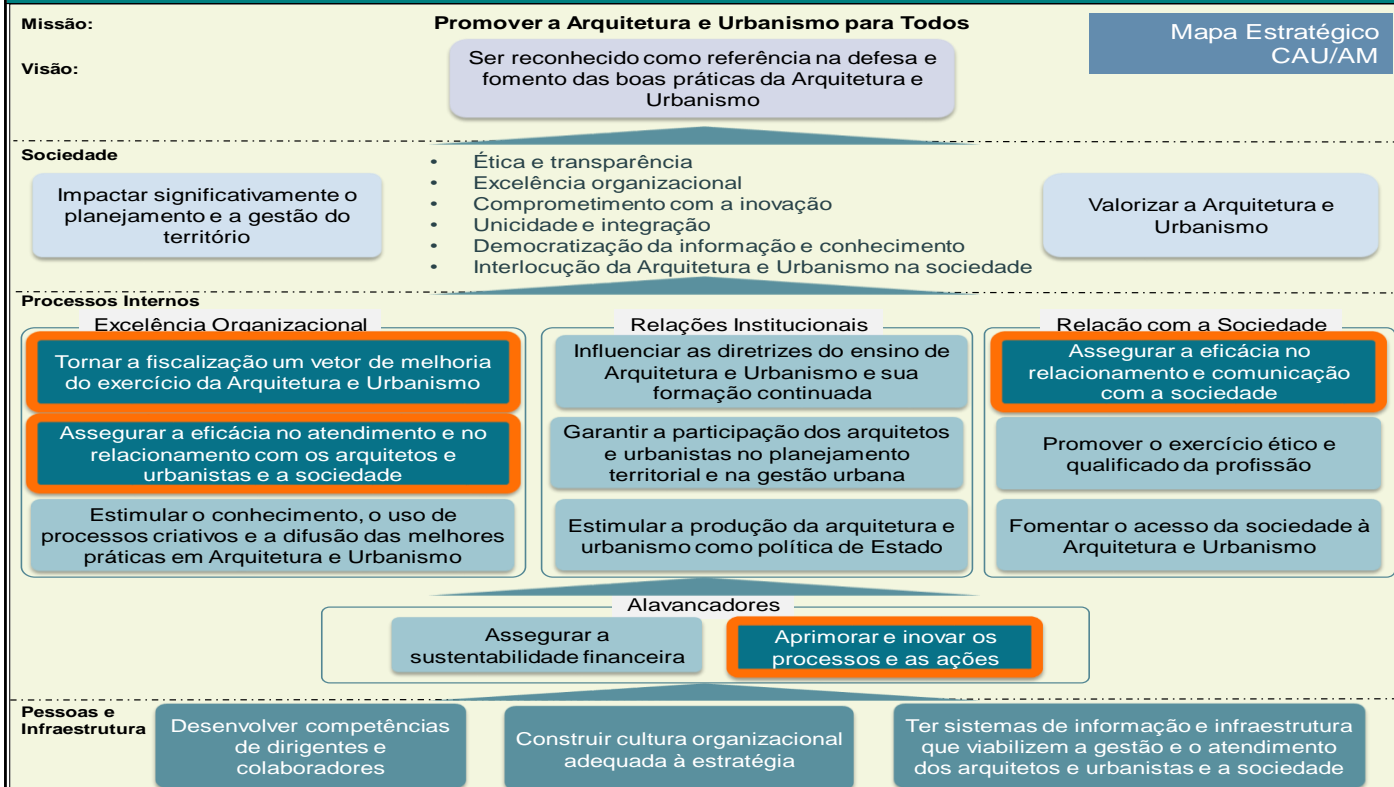 Missão:
Promover a Arquitetura e Urbanismo para Todos
Mapa Estratégico
CAU/AM
Visão:
Ser reconhecido como referência na defesa e
fomento das boas práticas da Arquitetura e
Urbanismo
Sociedade
Impactar significativamente o
planejamento e a gestão do
território
• Ética e transparência
• Excelência organizacional
• Comprometimento com a inovação
• Unicidade e integração
• Democratização da informação e conhecimento
• Interlocução da Arquitetura e Urbanismo na sociedade
Valorizar a Arquitetura e
Urbanismo
Processos Internos
Excelência Organizacional
Tornar a fiscalização um vetor de melhoria
do exercício da Arquitetura e Urbanismo
Assegurar a eficácia no atendimento e no
relacionamento com os arquitetos e
urbanistas e a sociedade
Estimular o conhecimento, o uso de
processos criativos e a difusão das melhores
práticas em Arquitetura e Urbanismo
Relações Institucionais
Influenciar as diretrizes do ensino de
Arquitetura e Urbanismo e sua
formação continuada
Garantir a participação dos arquitetos
e urbanistas no planejamento
territorial e na gestão urbana
Estimular a produção da arquitetura e
urbanismo como política de Estado
Relação com a Sociedade
Assegurar a eficácia no
relacionamento e comunicação
com a sociedade
Promover o exercício ético e
qualificado da profissão
Fomentar o acesso da sociedade à
Arquitetura e Urbanismo
Alavancadores
Assegurar a
sustentabilidade financeira
Aprimorar e inovar os
processos e as ações
Pessoas e
Infraestrutura
Desenvolver competências
de dirigentes e
colaboradores
Construir cultura organizacional
adequada à estratégia
Ter sistemas de informação e infraestrutura
que viabilizem a gestão e o atendimento
dos arquitetos e urbanistas e a sociedade